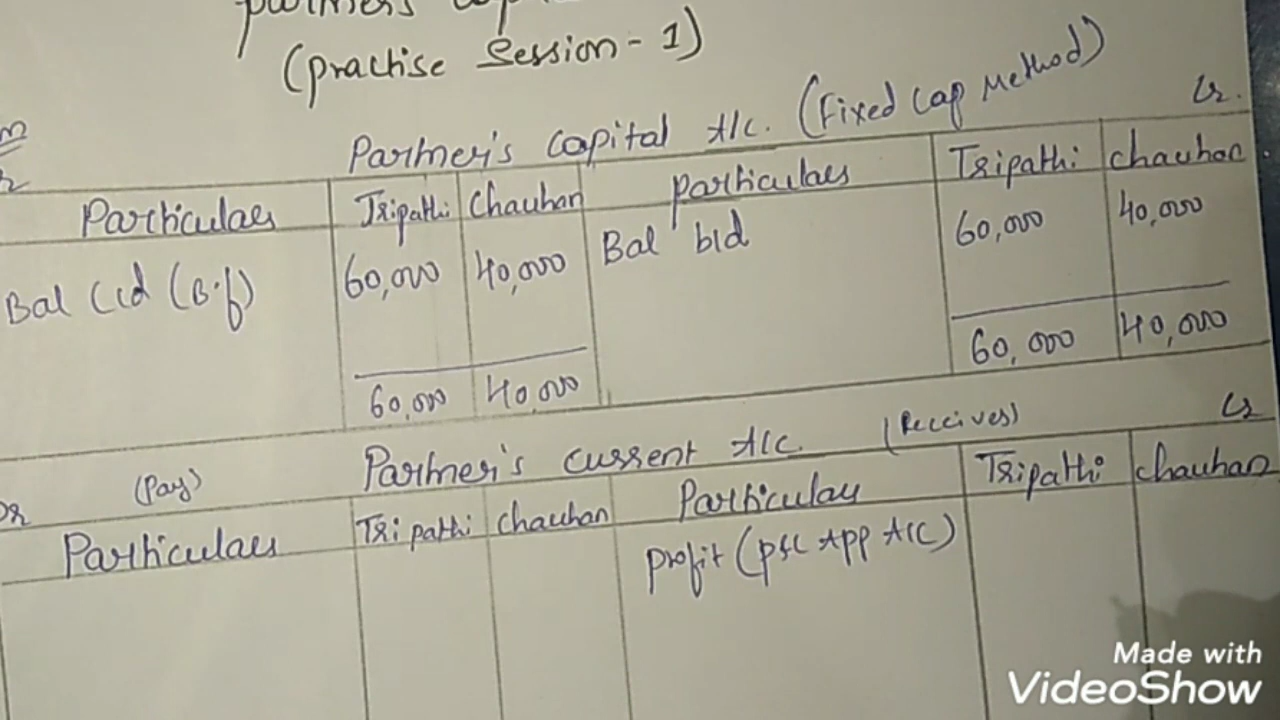 (practise Session - 1)
Partner's capital A/c. (Fixed Cap Method)
Cr.
Particulars Tripathi Chauhan particulars Tripathi chauhan
Bal C/d (B.f) 60,000 40,000 Bal b/d 60,000 40,000
60,000 40,000 60,000 40,000
(Pay) Partner's current A/c. (Receives) Cr
Dr
Particulars Tripathi Chauhan Particulars Tripathi chauhan
profit (P&L App A/C)
Made with
VideoShow